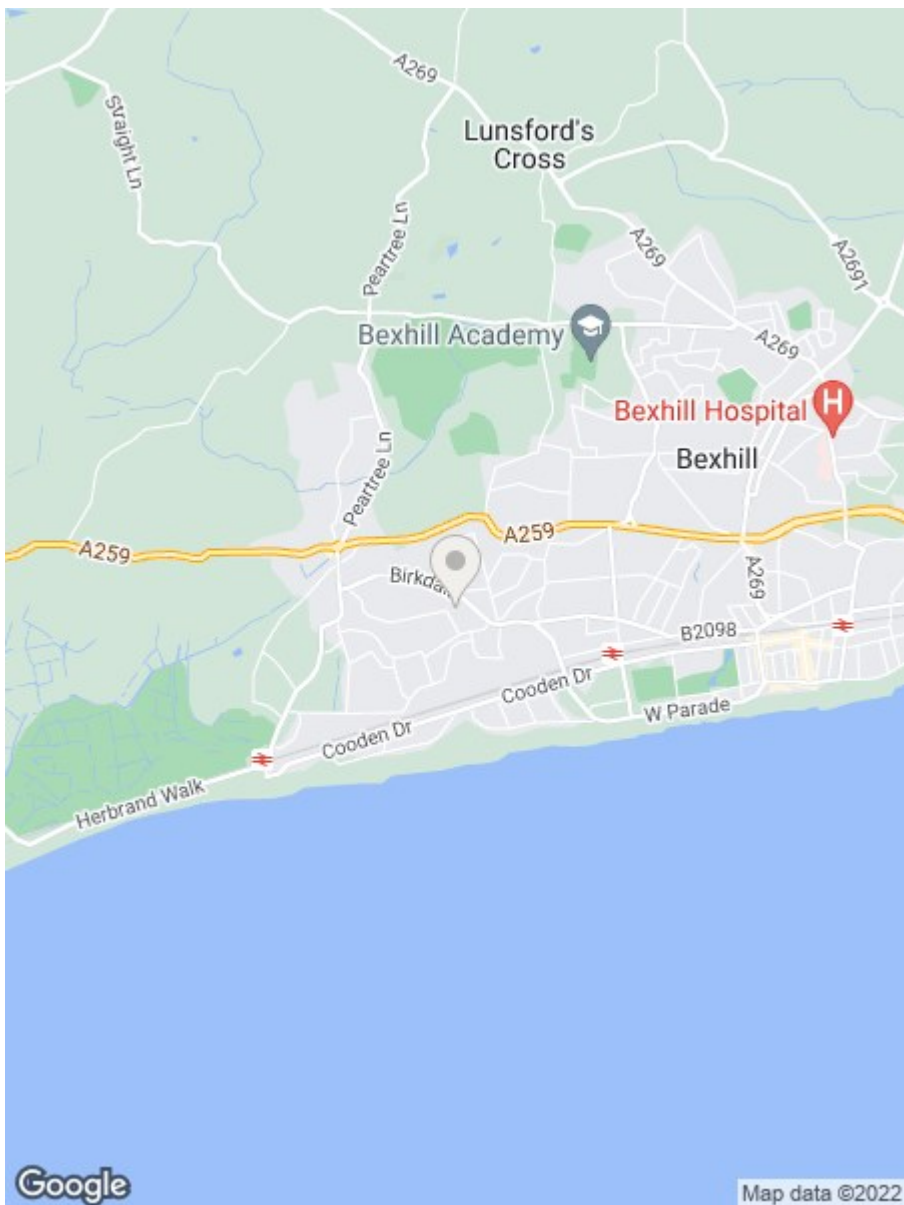 A269
Lunsford's
Cross
Straight Ln
Peartree Ln
A269
A2691
Bexhill Academy
A269
Bexhill Hospital
H
Bexhill
Peartree Ln
A259
A259
A269
B2098
Cooden Dr
W Parade
Cooden Dr
Herbrand Walk
Google
Map data ©2022